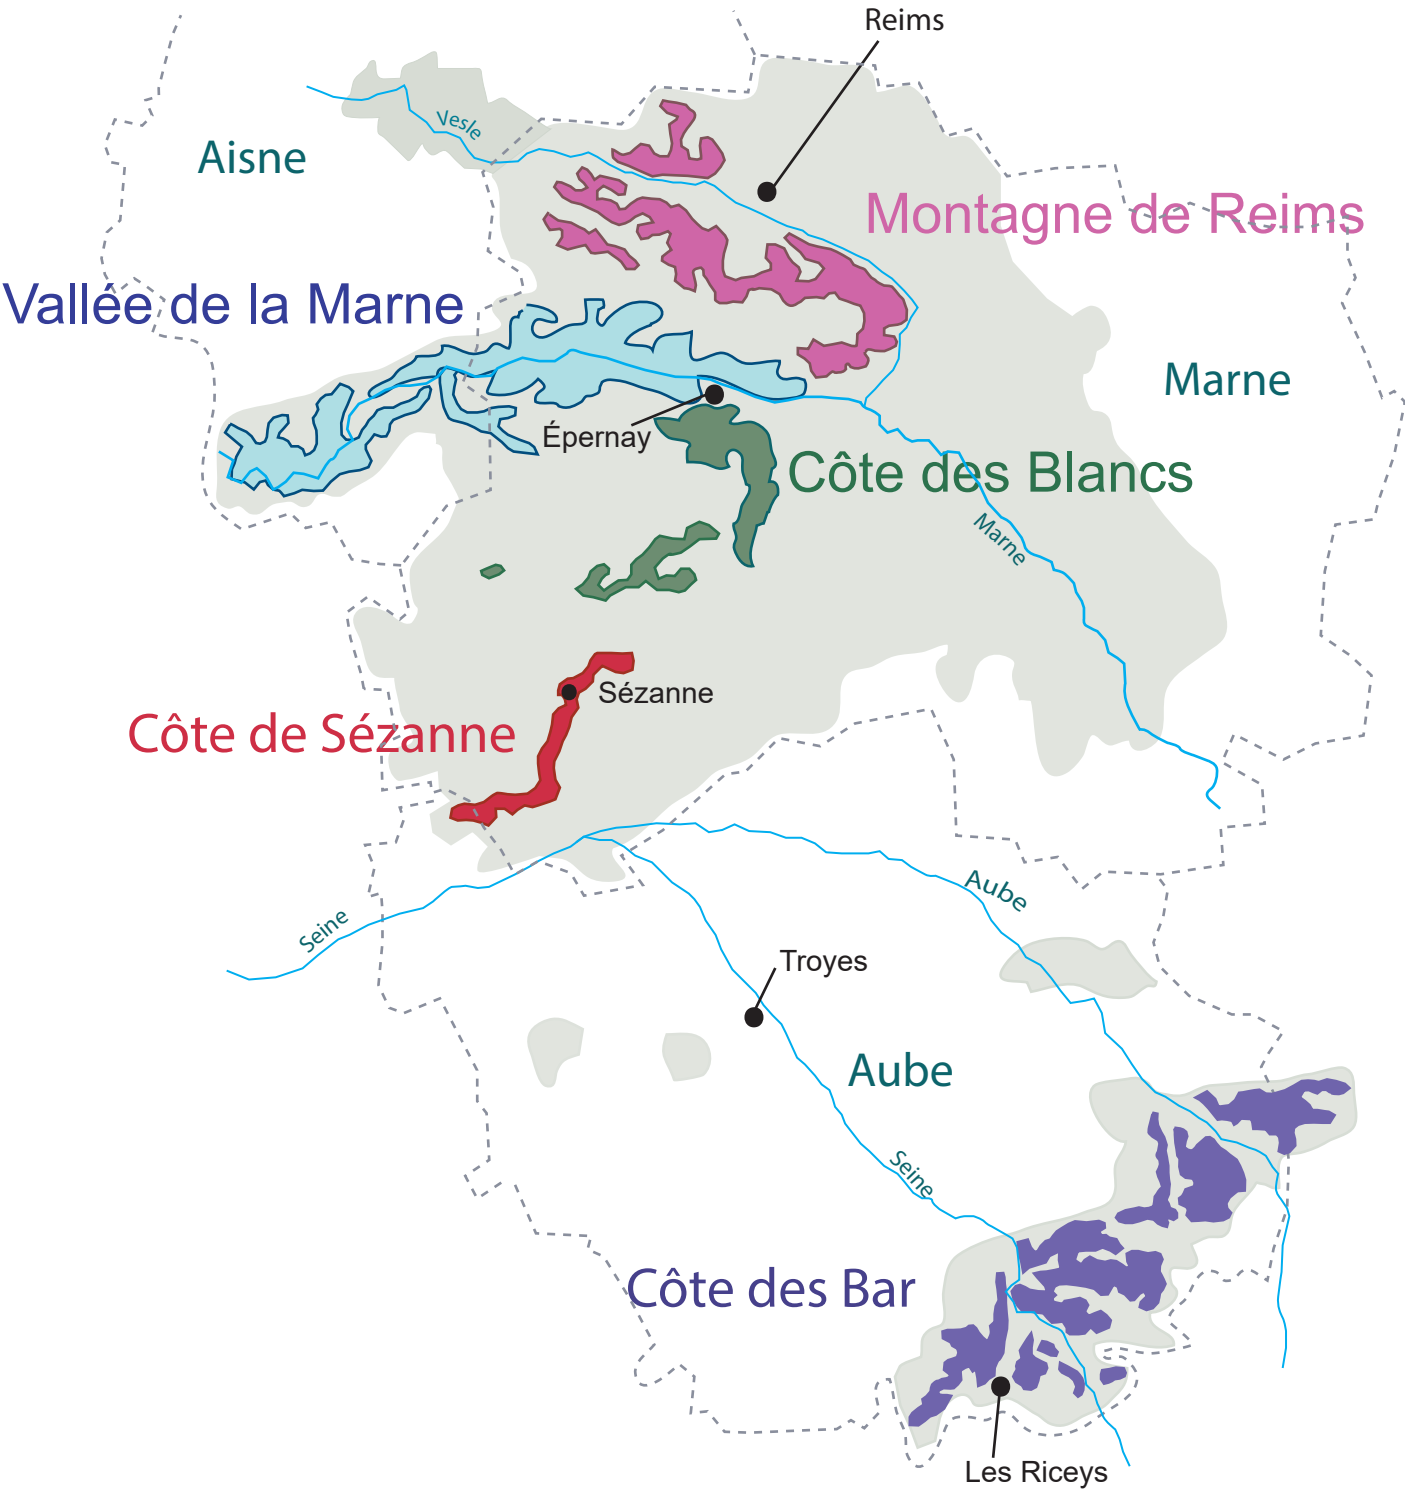 Reims
Vesle
Aisne
Montagne de Reims
Vallée de la Marne
Marne
Épernay
Côte des Blancs
Marne
Sézanne
Côte de Sézanne
Aube
Seine
Troyes
Aube
Seine
Côte des Bar
Les Riceys